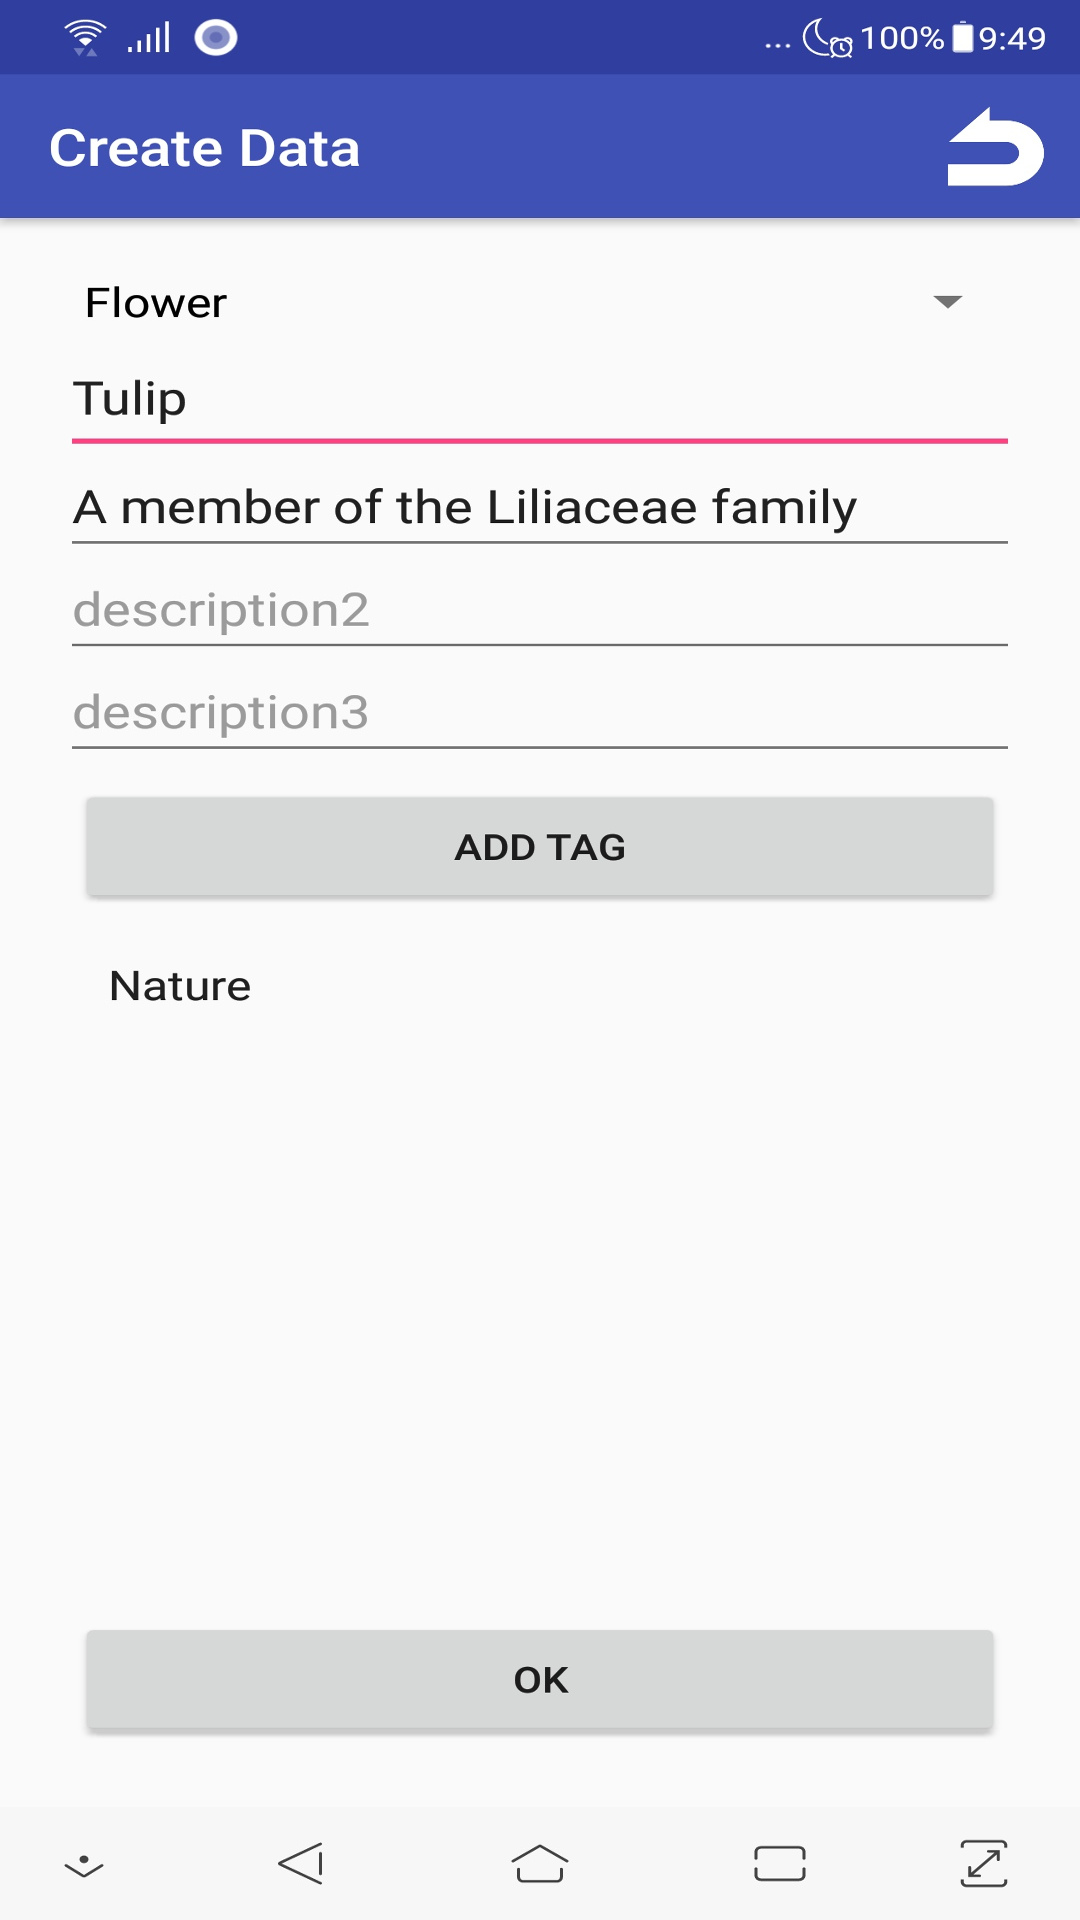 ... 100% 9:49
Create Data
Flower
Tulip
A member of the Liliaceae family
description2
description3
ADD TAG
Nature
OK